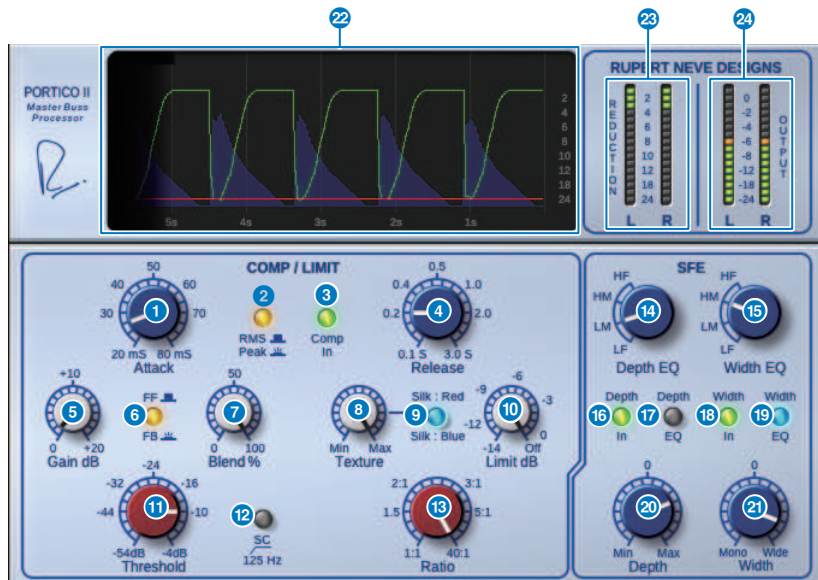 22 23 24
PORTICO II
Master Buss
Processor
2
4
6
8
10
12
18
24
5s 4s 3s 2s 1s
RUPERT NEVE DESIGNS
REDUCTION
2
4
6
8
10
12
18
24
L R
0
-2
-4
-6
-8
-12
-18
-24
L R
OUTPUT
COMP / LIMIT
1
20 mS 30 40 50 60 70 80 mS
Attack
2
RMS
Peak
3
Comp
In
4
0.1 S 0.2 0.4 0.5 1.0 2.0 3.0 S
Release
5
0 +10 +20
Gain dB
6
FF
FB
7
0 50 100
Blend %
8
Min Max
Texture
9
Silk : Red
Silk : Blue
10
-14 -12 -9 -6 -3 0 Off
Limit dB
11
-54dB -44 -32 -24 -16 -10 -4dB
Threshold
12
SC
125 Hz
13
1:1 1.5 2:1 3:1 5:1 40:1
Ratio
SFE
14
HF
HM
LM
LF
Depth EQ
15
HF
HM
LM
LF
Width EQ
16
Depth
In
17
Depth
EQ
18
Width
In
19
Width
EQ
20
0
Min Max
Depth
21
0
Mono Wide
Width